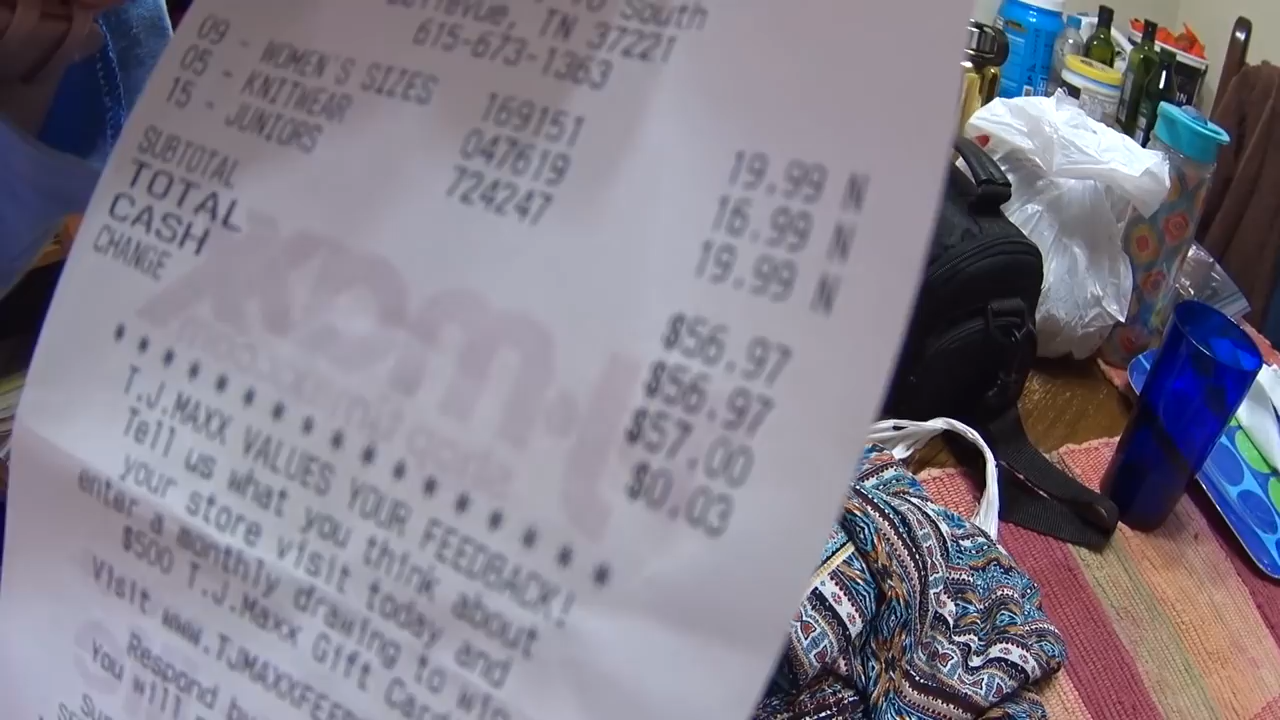 South
Bellevue, TN 37221
615-673-1363
09 - WOMEN'S SIZES 169151 19.99 N
05 - KNITWEAR 047619 16.99 N
15 - JUNIORS 724247 19.99 N
SUBTOTAL $56.97
TOTAL $56.97
CASH $57.00
CHANGE $0.03
T.J.MAXX VALUES YOUR FEEDBACK!
Tell us what you think about
your store visit today and
enter a monthly drawing to win
$500 T.J.Maxx Gift Card
Visit www.TJMAXXFEE
Respond b
You will